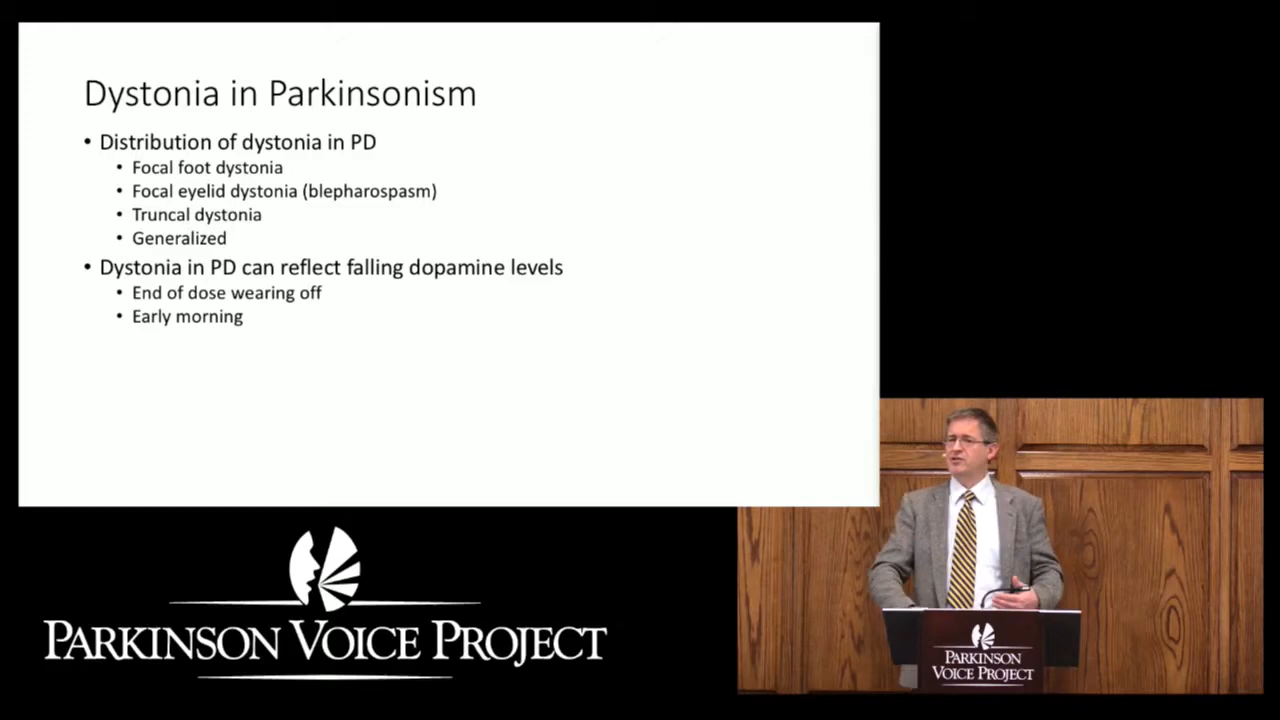 Dystonia in Parkinsonism
• Distribution of dystonia in PD
• Focal foot dystonia
• Focal eyelid dystonia (blepharospasm)
• Truncal dystonia
• Generalized
• Dystonia in PD can reflect falling dopamine levels
• End of dose wearing off
• Early morning
PARKINSON VOICE PROJECT
PARKINSON
VOICE PROJECT